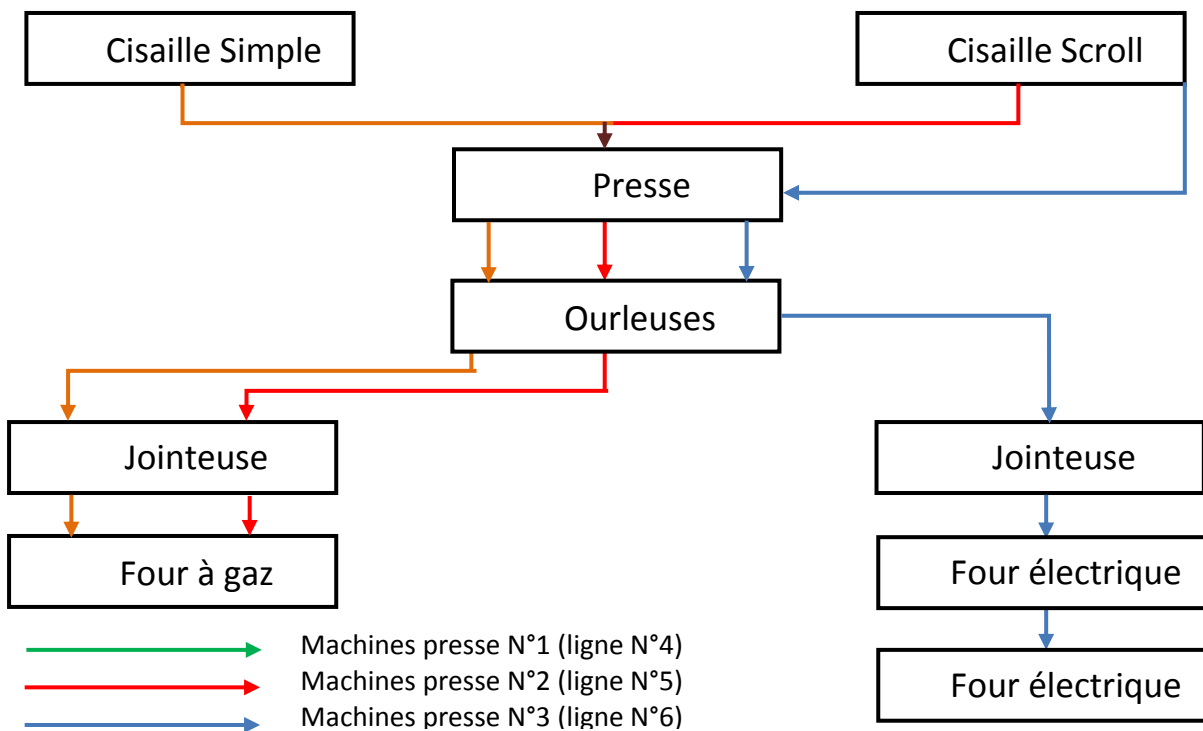 Cisaille Simple
Cisaille Scroll
Presse
Ourleuses
Jointeuse
Jointeuse
Four à gaz
Four électrique
Four électrique
Machines presse N°1 (ligne N°4)
Machines presse N°2 (ligne N°5)
Machines presse N°3 (ligne N°6)